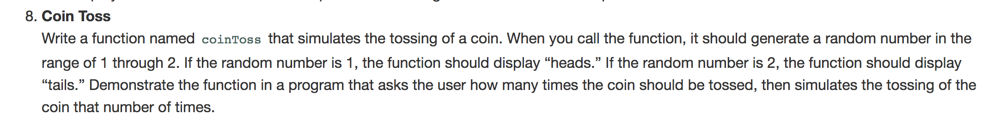 8. Coin Toss
Write a function named coinToss that simulates the tossing of a coin. When you call the function, it should generate a random number in the
range of 1 through 2. If the random number is 1, the function should display “heads.” If the random number is 2, the function should display
“tails.” Demonstrate the function in a program that asks the user how many times the coin should be tossed, then simulates the tossing of the
coin that number of times.